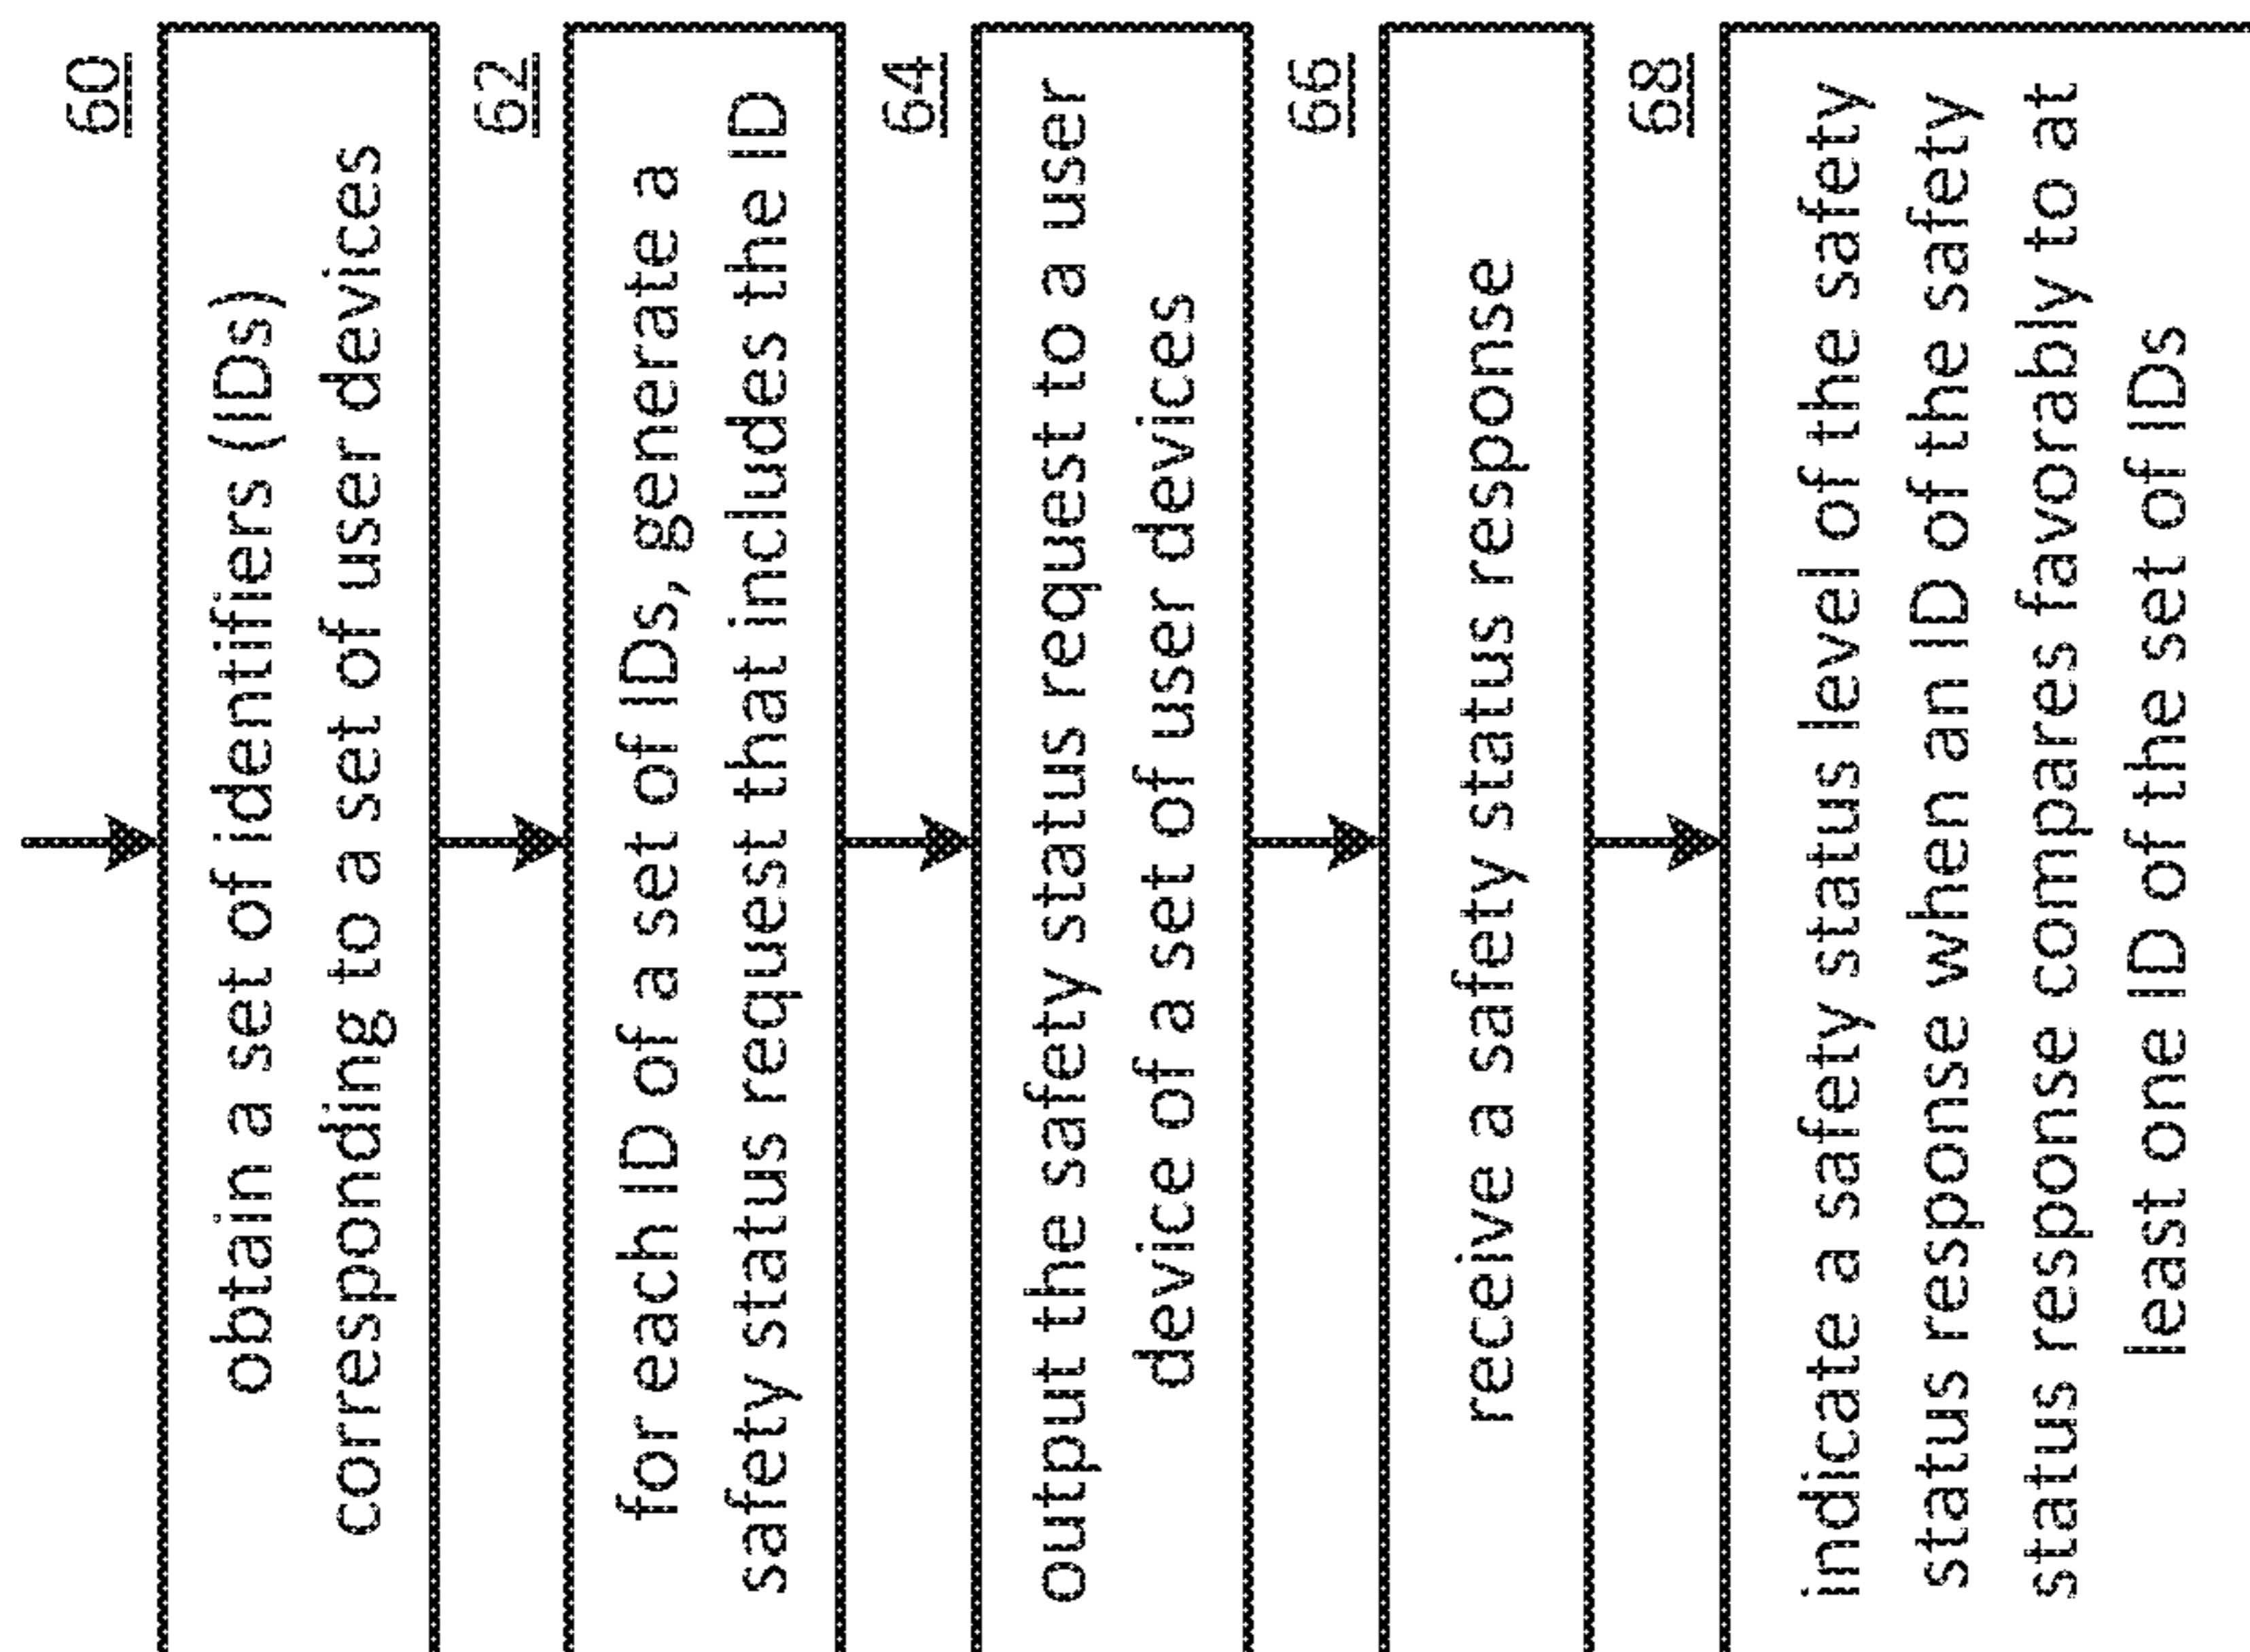 60
obtain a set of identifiers (IDs)
corresponding to a set of user devices
62
for each ID of a set of IDs, generate a
safety status request that includes the ID
64
output the safety status request to a user
device of a set of user devices
66
receive a safety status response
68
indicate a safety status level of the safety
status response when an ID of the safety
status response compares favorably to at
least one ID of the set of IDs